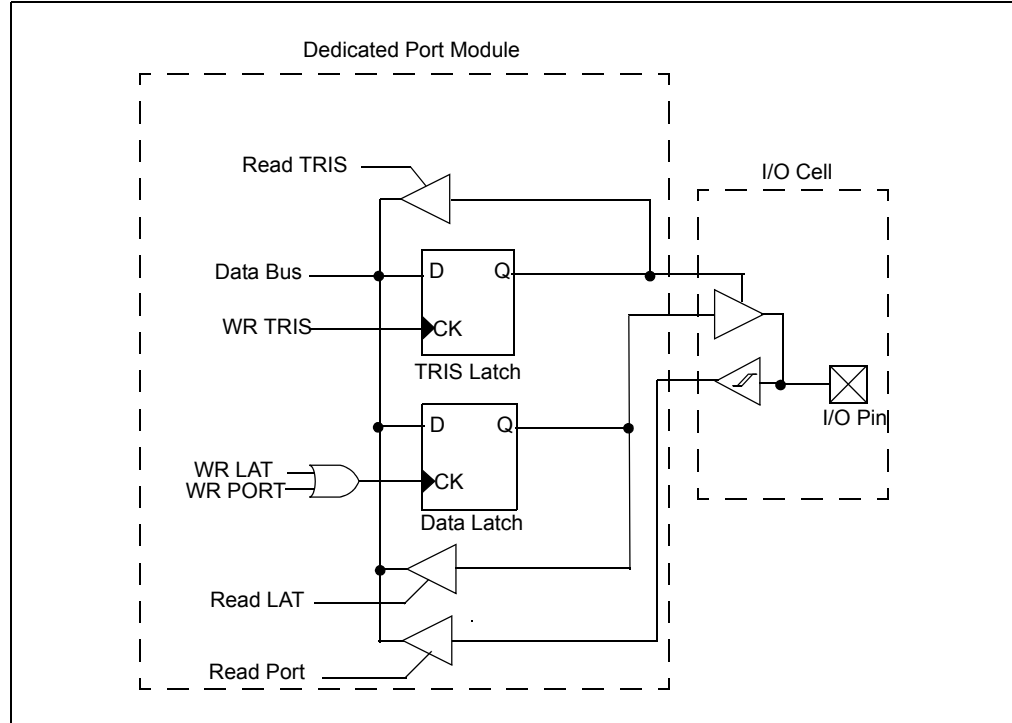 Dedicated Port Module
Read TRIS
I/O Cell
Data Bus
D
Q
WR TRIS
CK
TRIS Latch
I/O Pin
D
Q
WR LAT
WR PORT
CK
Data Latch
Read LAT
Read Port